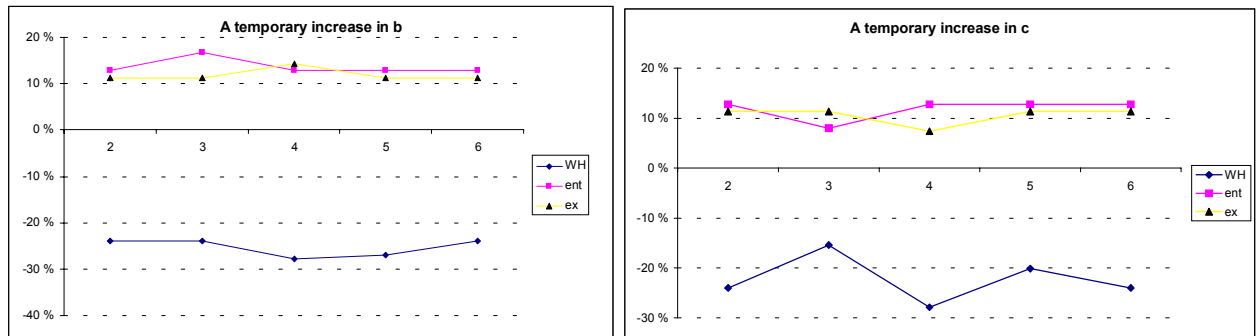 A temporary increase in b
20 %
10 %
0 %
-10 %
-20 %
-30 %
-40 %
2 3 4 5 6
WH
ent
ex
A temporary increase in c
20 %
10 %
0 %
-10 %
-20 %
-30 %
2 3 4 5 6
WH
ent
ex